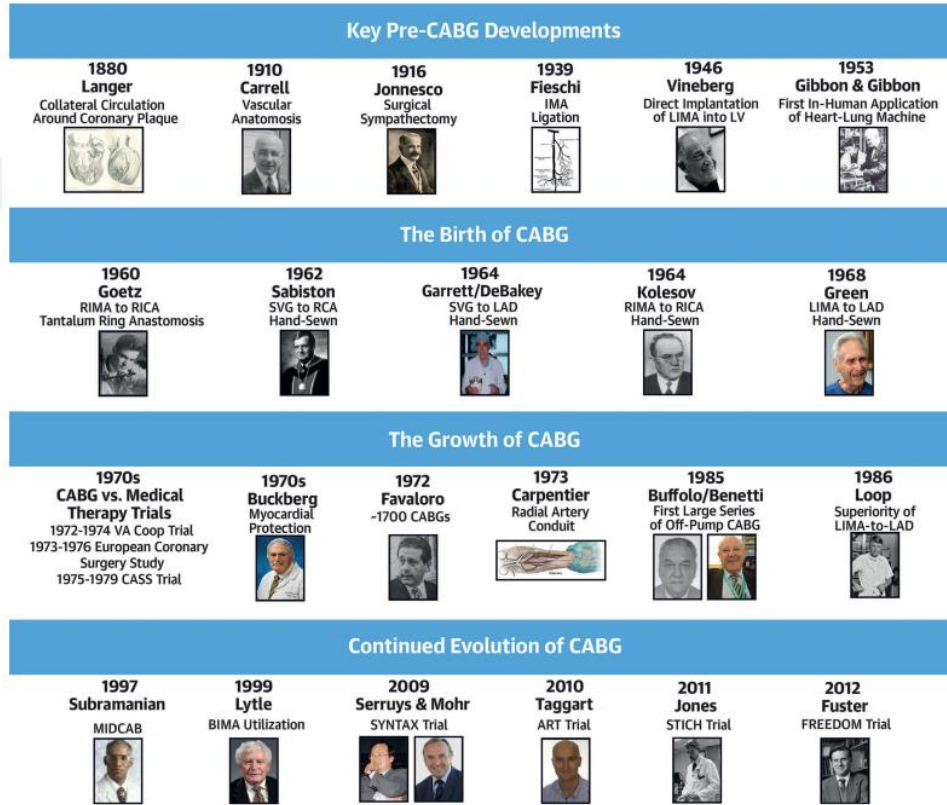 Key Pre-CABG Developments
1880
Langer
Collateral Circulation
Around Coronary Plaque
1910
Carrell
Vascular
Anatomosis
1916
Jonnesco
Surgical
Sympathectomy
1939
Fieschi
IMA
Ligation
1946
Vineberg
Direct Implantation
of LIMA into LV
1953
Gibbon & Gibbon
First In-Human Application
of Heart-Lung Machine
The Birth of CABG
1960
Goetz
RIMA to RICA
Tantalum Ring Anastomosis
1962
Sabiston
SVG to RCA
Hand-Sewn
1964
Garrett/DeBakey
SVG to LAD
Hand-Sewn
1964
Kolesov
RIMA to RICA
Hand-Sewn
1968
Green
LIMA to LAD
Hand-Sewn
The Growth of CABG
1970s
CABG vs. Medical
Therapy Trials
1972-1974 VA Coop Trial
1973-1976 European Coronary
Surgery Study
1975-1979 CASS Trial
1970s
Buckberg
Myocardial
Protection
1972
Favaloro
~1700 CABGs
1973
Carpentier
Radial Artery
Conduit
1985
Buffolo/Benetti
First Large Series
of Off-Pump CABG
1986
Loop
Superiority of
LIMA-to-LAD
Continued Evolution of CABG
1997
Subramanian
MIDCAB
1999
Lytle
BIMA Utilization
2009
Serruys & Mohr
SYNTAX Trial
2010
Taggart
ART Trial
2011
Jones
STICH Trial
2012
Fuster
FREEDOM Trial